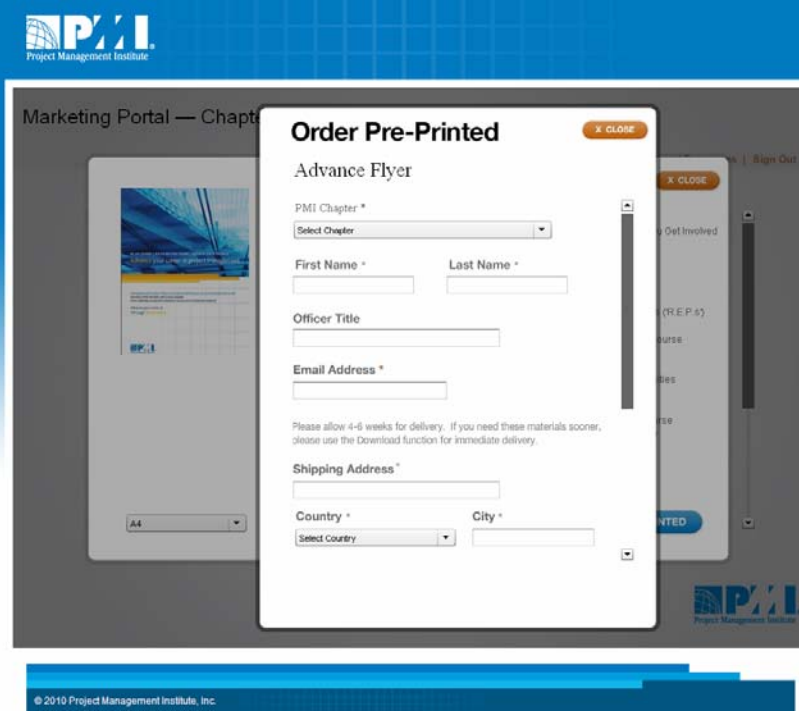 PMI
Project Management Institute
Marketing Portal — Chapt
Order Pre-Printed
X CLOSE
Advance Flyer
| Sign Out
X CLOSE
PMI Chapter *
Select Chapter
u Get Involved
First Name *
Last Name *
Officer Title
('R.E.P.s')
ourse
Email Address *
ities
rse
Please allow 4-6 weeks for delivery. If you need these materials sooner,
please use the Download function for immediate delivery.
Shipping Address *
Country *
City *
A4
NTED
Select Country
PMI
Project Management Institute
© 2010 Project Management Institute, Inc.